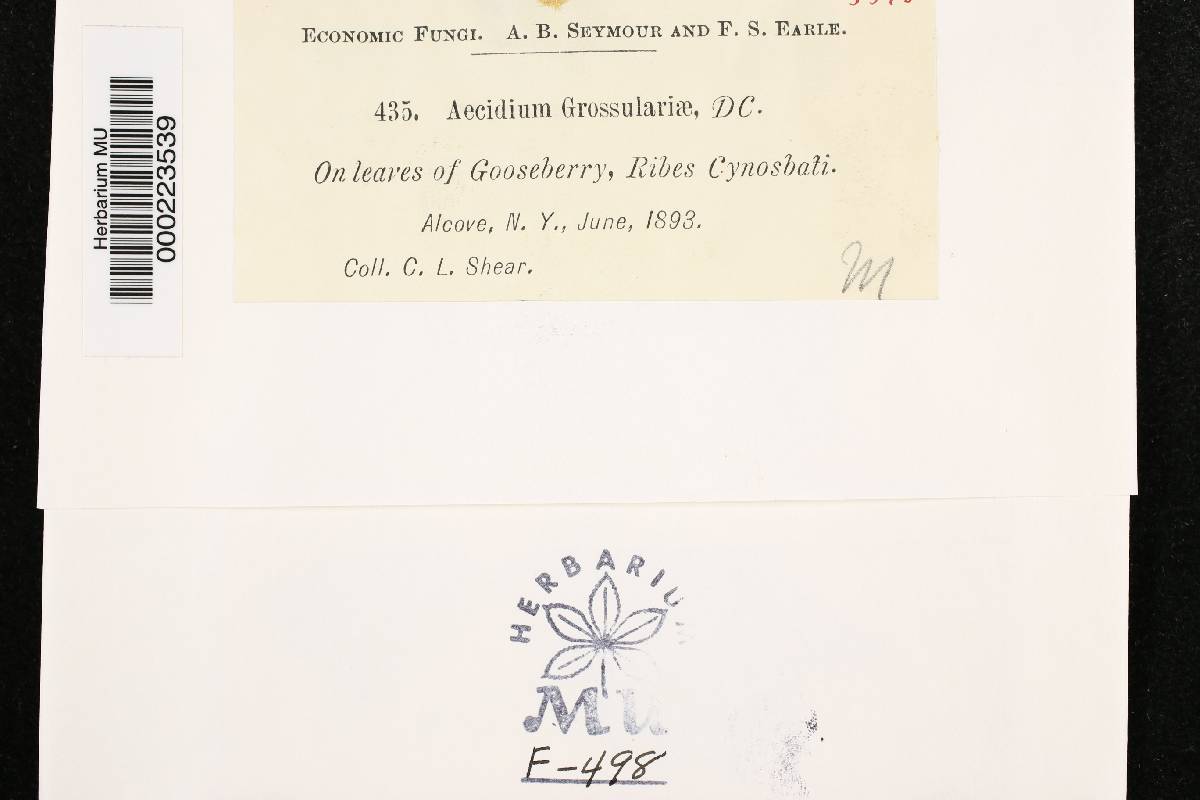 Economic Fungi. A. B. Seymour and F. S. Earle.
435. Aecidium Grossulariæ, DC.
On leaves of Gooseberry, Ribes Cynosbati.
Alcove, N. Y., June, 1893.
Coll. C. L. Shear.
M
Herbarium MU
000223539
HERBARIUM
MU
F-498